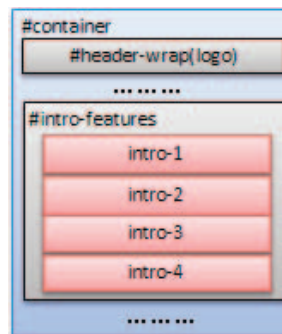 #container
#header-wrap(logo)
... ... ...
#intro-features
intro-1
intro-2
intro-3
intro-4
... ... ...